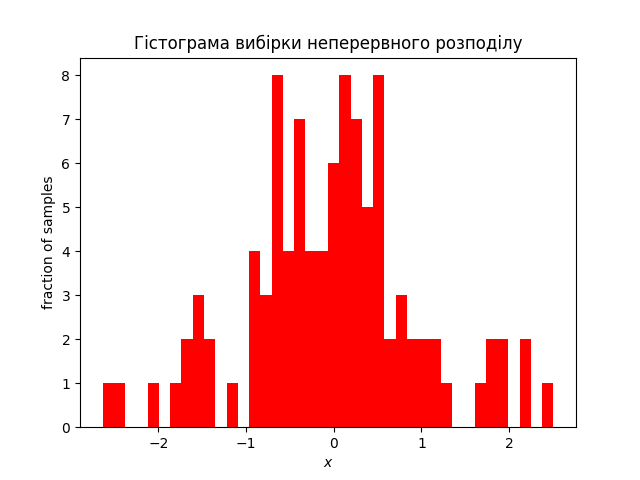 Гістограма вибірки неперервного розподілу
8
7
6
5
4
3
2
1
0
fraction of samples
−2 −1 0 1 2
x